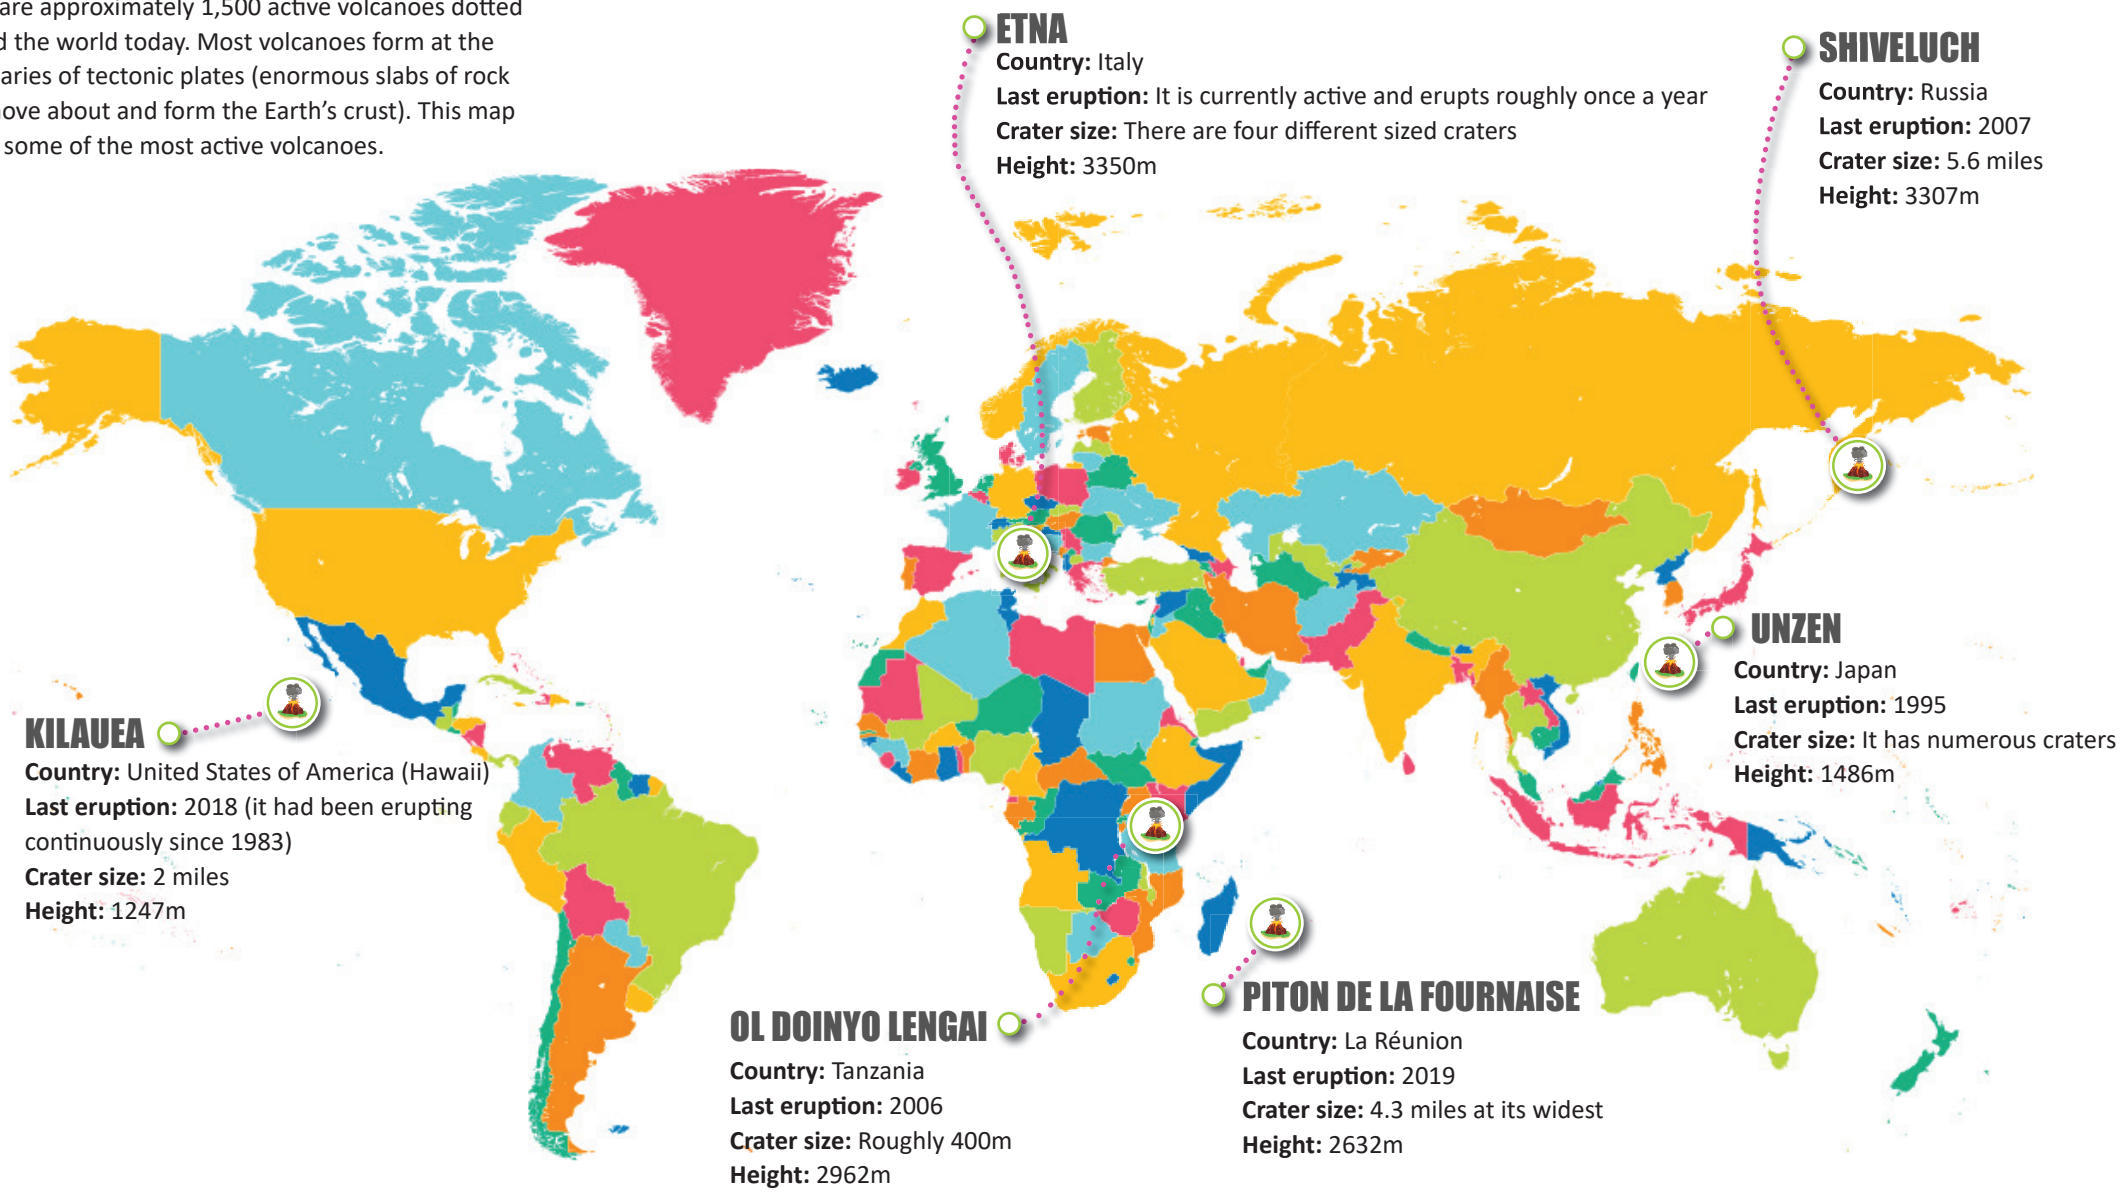 are approximately 1,500 active volcanoes dotted
the world today. Most volcanoes form at the
of tectonic plates (enormous slabs of rock
about and form the Earth's crust). This map
some of the most active volcanoes.
ETNA
Country: Italy
Last eruption: It is currently active and erupts roughly once a year
Crater size: There are four different sized craters
Height: 3350m
SHIVELUCH
Country: Russia
Last eruption: 2007
Crater size: 5.6 miles
Height: 3307m
UNZEN
Country: Japan
Last eruption: 1995
Crater size: It has numerous craters
Height: 1486m
KILAUEA
Country: United States of America (Hawaii)
Last eruption: 2018 (it had been erupting
continuously since 1983)
Crater size: 2 miles
Height: 1247m
OL DOINYO LENGAI
Country: Tanzania
Last eruption: 2006
Crater size: Roughly 400m
Height: 2962m
PITON DE LA FOURNAISE
Country: La Réunion
Last eruption: 2019
Crater size: 4.3 miles at its widest
Height: 2632m